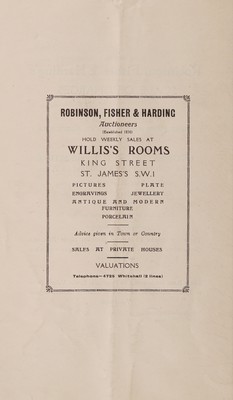 ROBINSON, FISHER & HARDING
Auctioneers
(Established 1830)
HOLD WEEKLY SALES AT
WILLIS'S ROOMS
KING STREET
ST. JAMES'S S.W.1
PICTURES PLATE
ENGRAVINGS JEWELLERY
ANTIQUE AND MODERN
FURNITURE
PORCELAIN
Advice given in Town or Country
SALES AT PRIVATE HOUSES
VALUATIONS
Telephone—4755 Whitehall (2 lines)